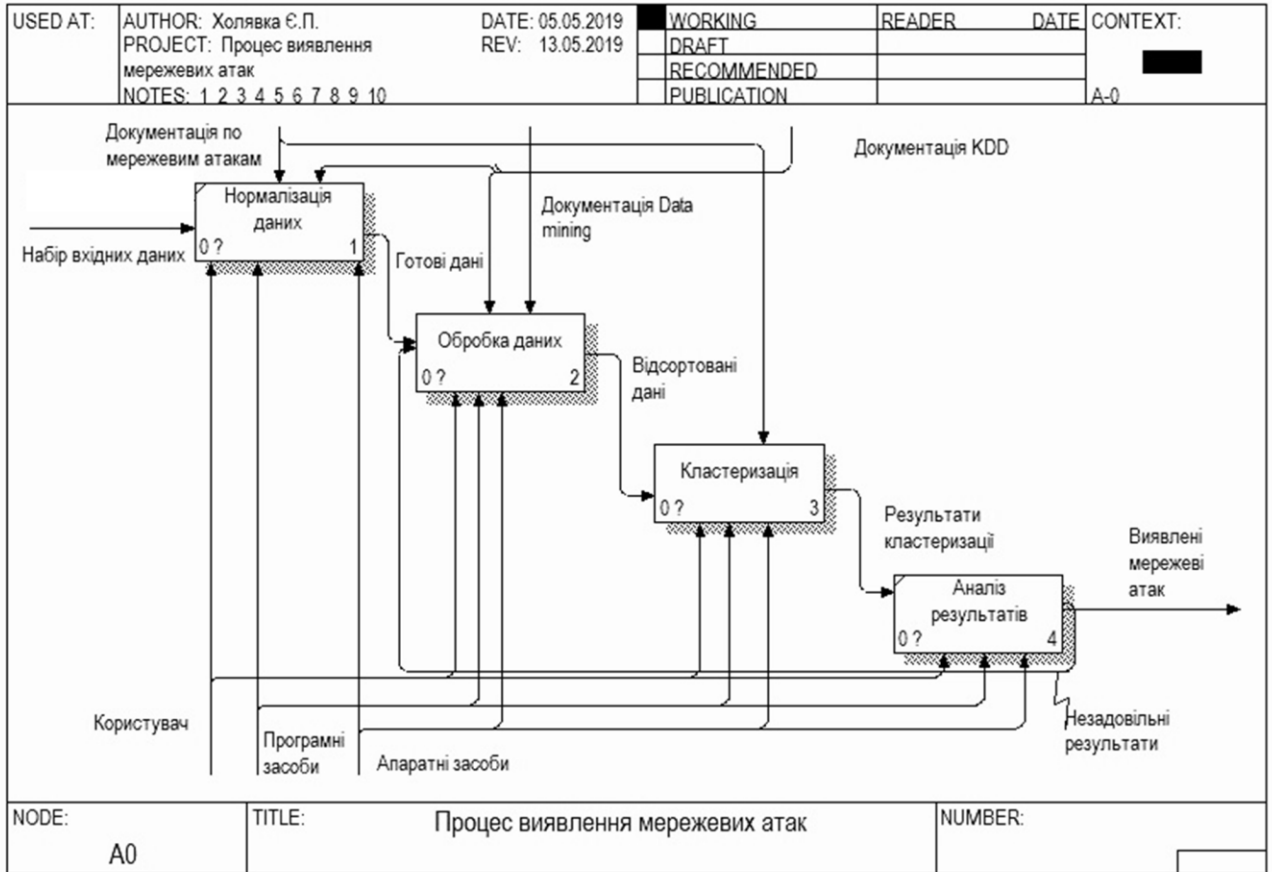 USED AT:
AUTHOR: Холявка Є.П.
DATE: 05.05.2019
PROJECT: Процес виявлення
мережевих атак
REV: 13.05.2019
NOTES: 1 2 3 4 5 6 7 8 9 10
WORKING
DRAFT
RECOMMENDED
PUBLICATION
READER
DATE
CONTEXT:
A-0
Документація по
мережевим атакам
Документація KDD
Нормалізація
даних
0 ?
1
Документація Data
mining
Набір вхідних даних
Готові дані
Обробка даних
0 ?
2
Відсортовані
дані
Кластеризація
0 ?
3
Результати
кластеризації
Виявлені
мережеві
атак
Аналіз
результатів
0 ?
4
Користувач
Програмні
засоби
Апаратні засоби
Незадовільні
результати
NODE:
A0
TITLE:
Процес виявлення мережевих атак
NUMBER: